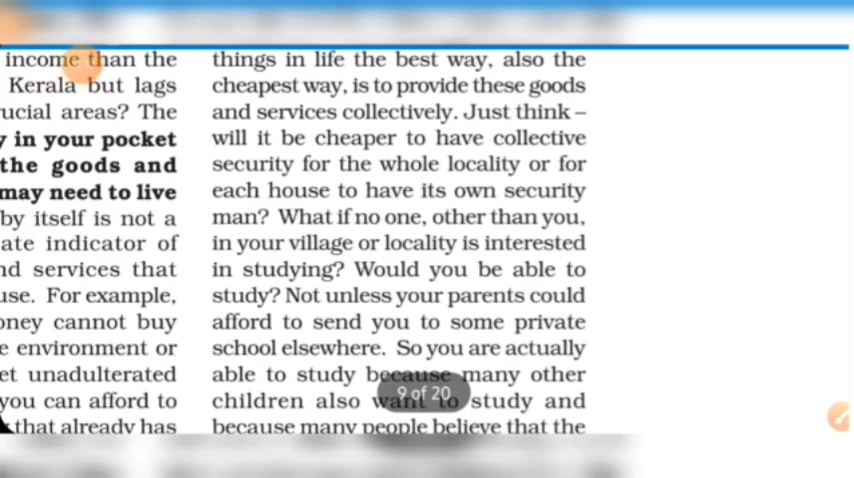 income than the
Kerala but lags
rucial areas? The
y in your pocket
the goods and
may need to live
by itself is not a
ate indicator of
nd services that
use. For example,
oney cannot buy
e environment or
et unadulterated
you can afford to
that already has
things in life the best way, also the
cheapest way, is to provide these goods
and services collectively. Just think –
will it be cheaper to have collective
security for the whole locality or for
each house to have its own security
man? What if no one, other than you,
in your village or locality is interested
in studying? Would you be able to
study? Not unless your parents could
afford to send you to some private
school elsewhere. So you are actually
able to study because many other
children also want to study and
because many people believe that the
9 of 20